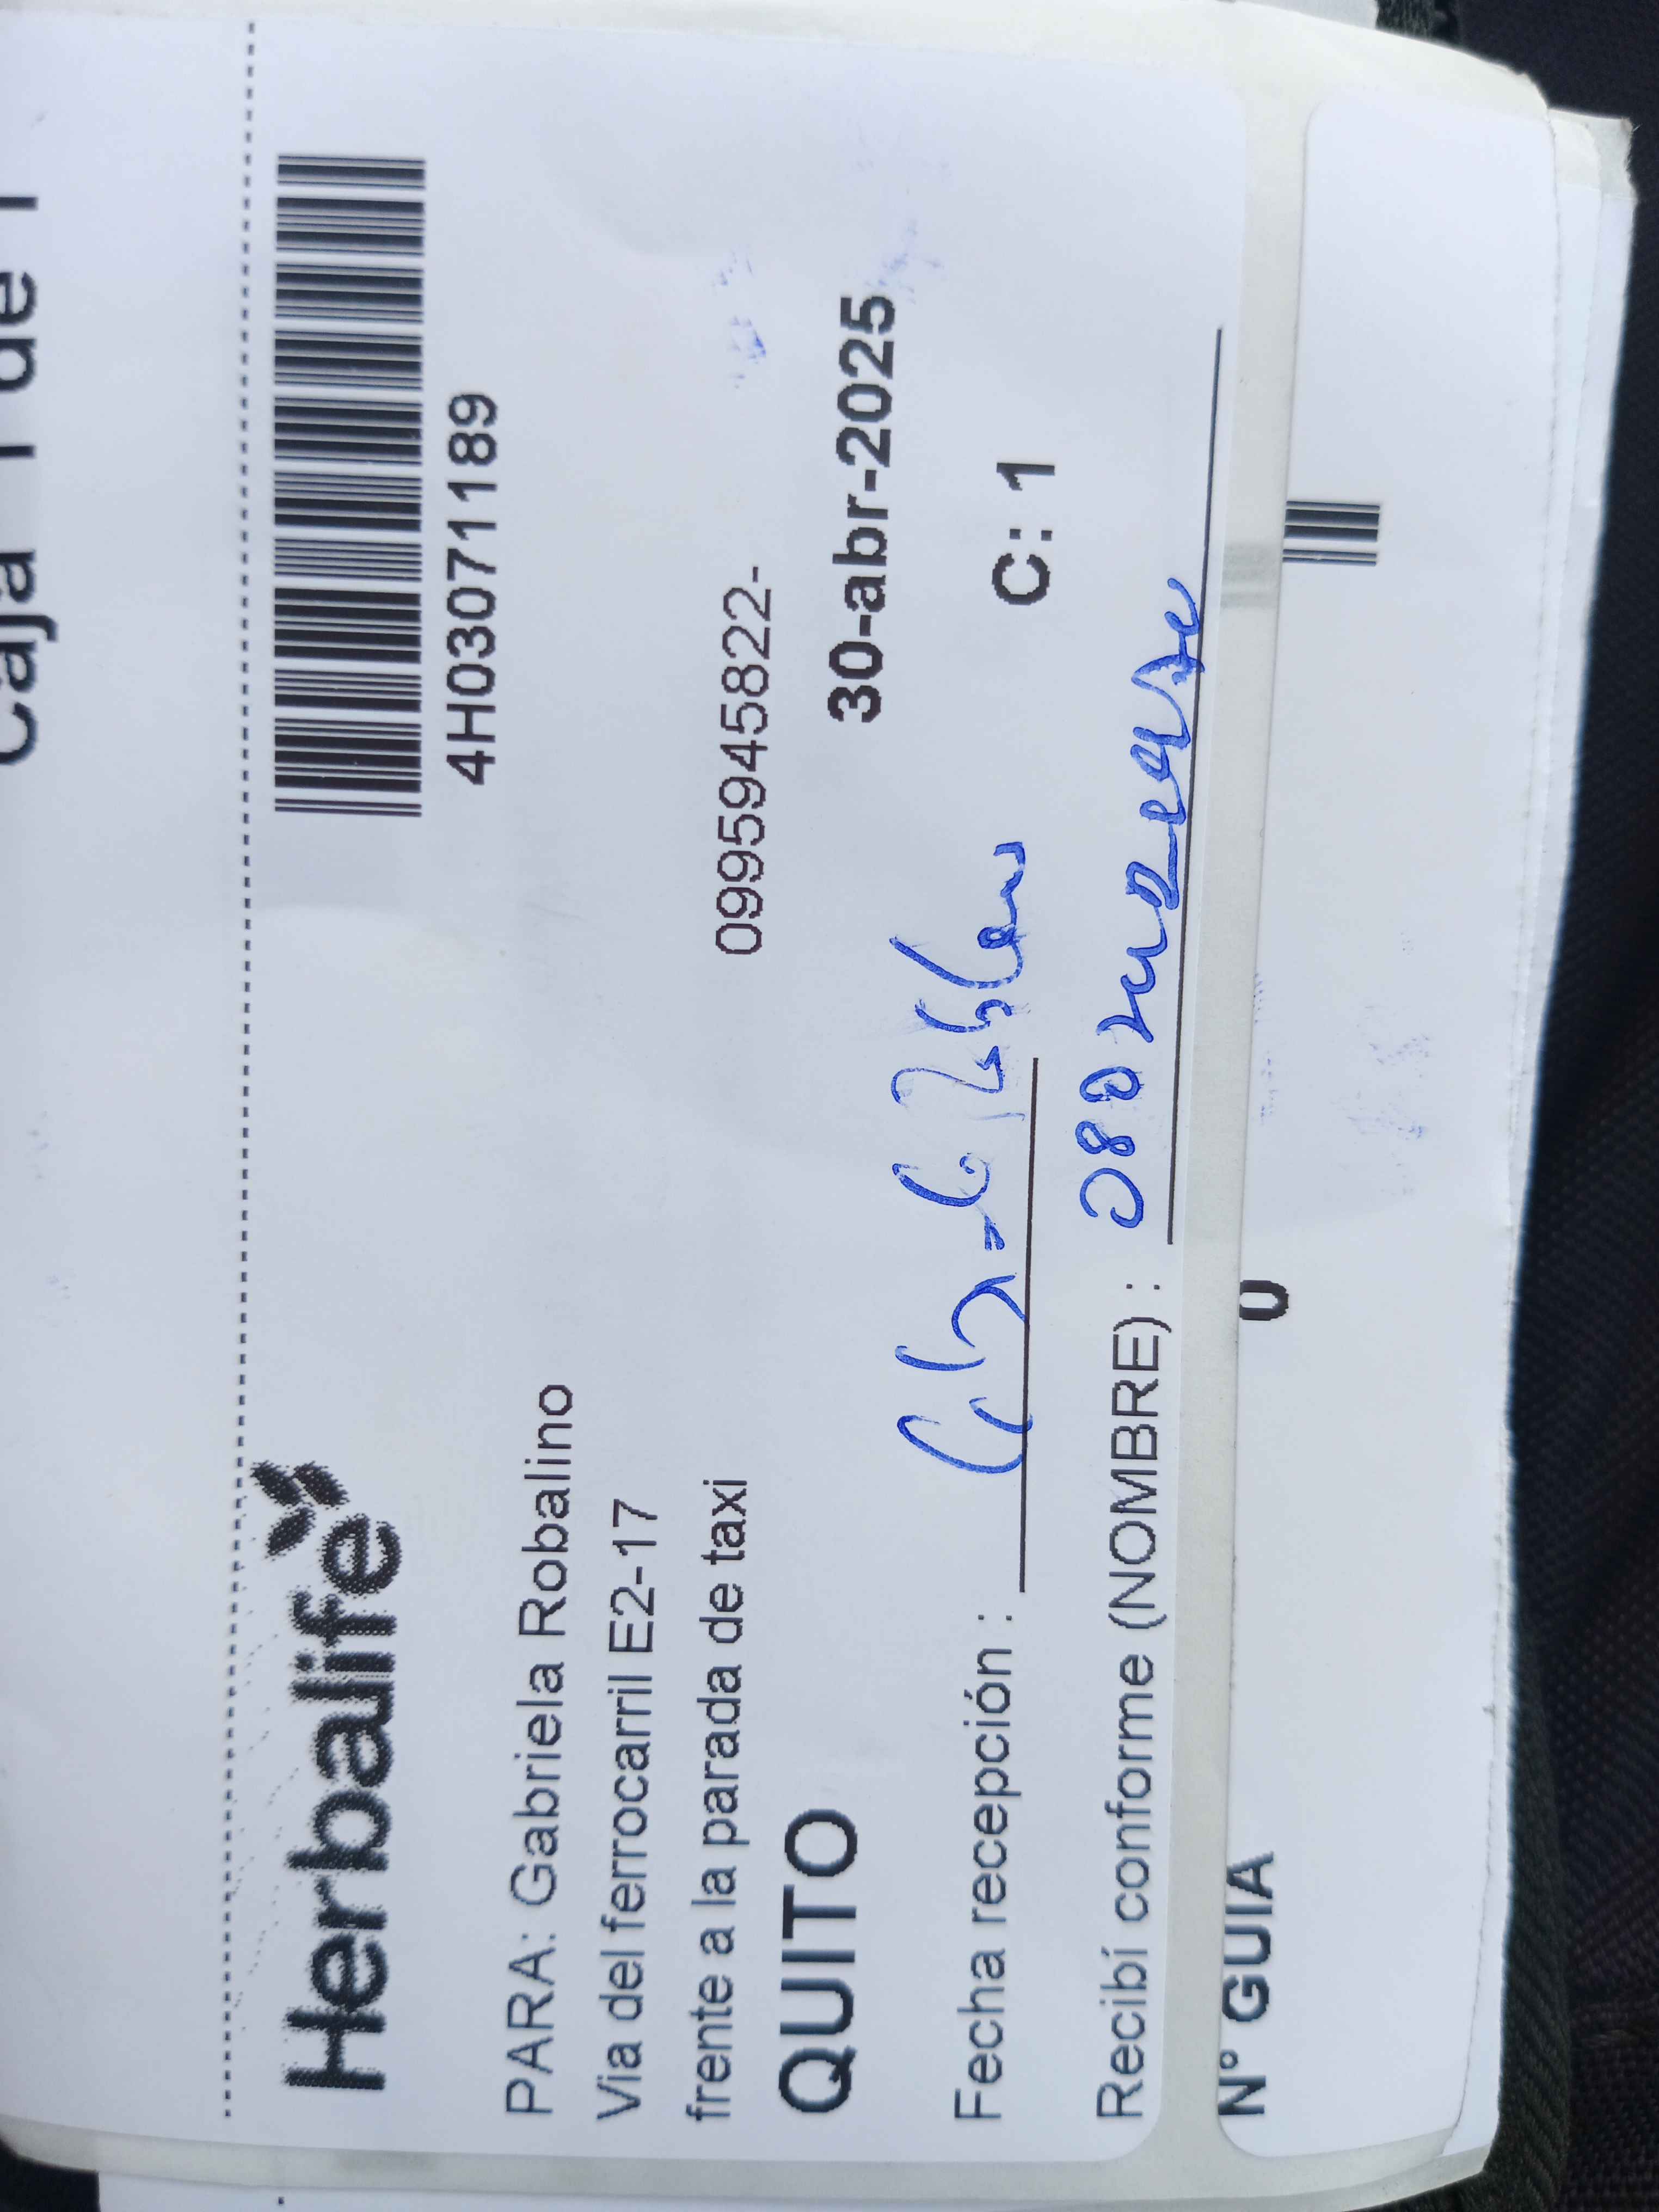 Caja 1 de 1
Herbalife
4H03071189
PARA: Gabriela Robalino
Via del ferrocarril E2-17
frente a la parada de taxi
0995945822-
QUITO
30-abr-2025
Fecha recepción :
C: 1
Recibí conforme (NOMBRE) :
N° GUIA
0